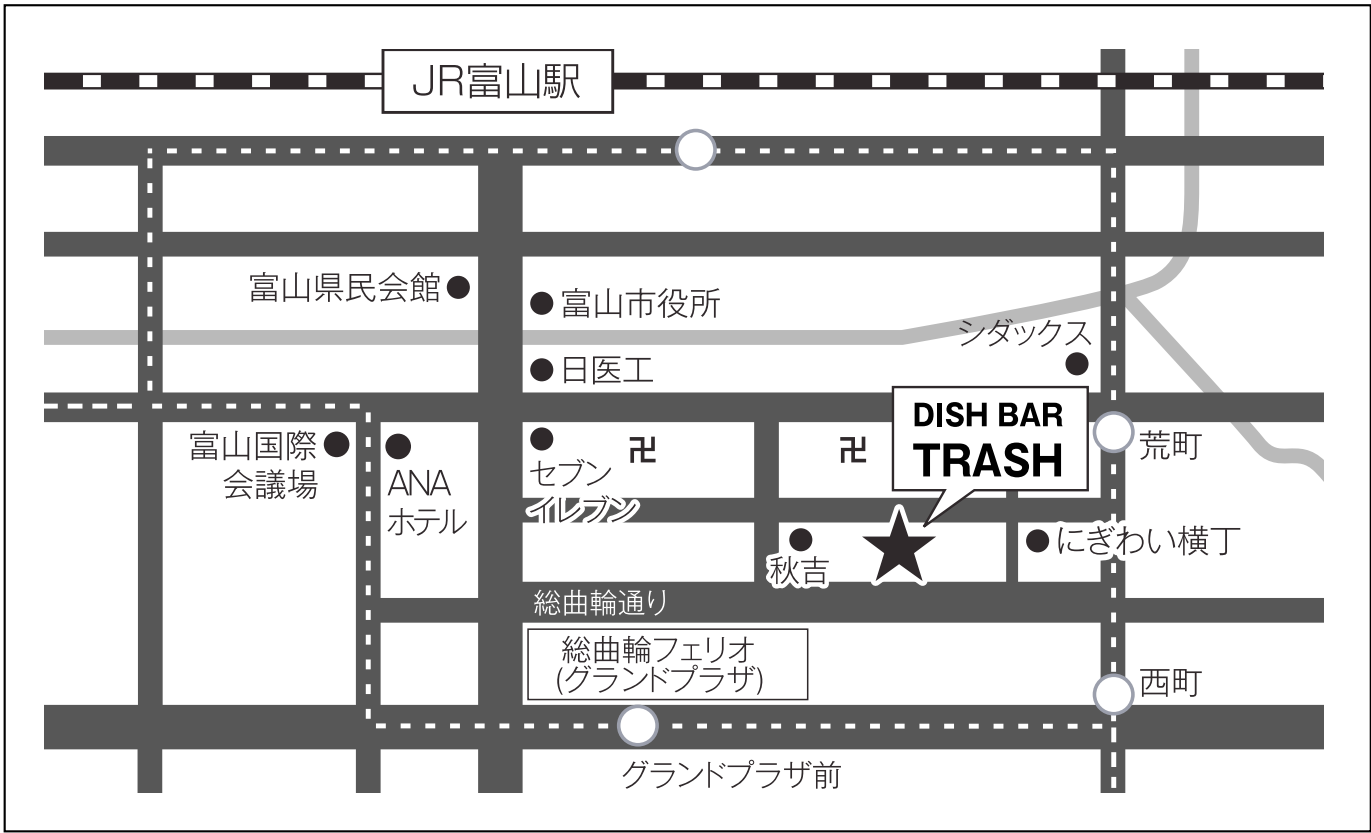 JR富山駅
富山県民会館
富山市役所
シダックス
日医工
DISH BAR
TRASH
富山国際
会議場
ANA
ホテル
セブン
イレブン
卍
卍
荒町
秋吉
にぎわい横丁
総曲輪通り
総曲輪フェリオ
(グランドプラザ)
西町
グランドプラザ前